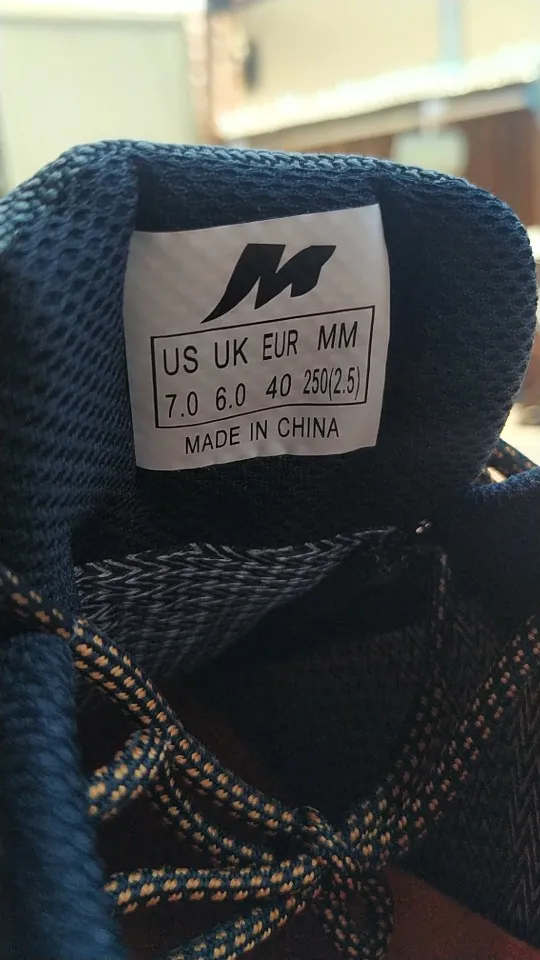 M
US UK EUR MM
7.0 6.0 40 250(2.5)
MADE IN CHINA